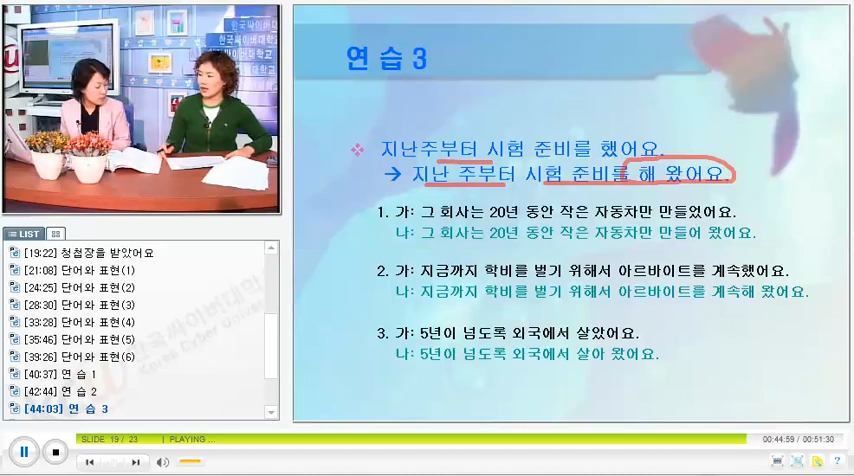 한국싸이버대학교
연 습 3
지난주부터 시험 준비를 했어요.
→ 지난 주부터 시험 준비를 해 왔어요.
1. 가: 그 회사는 20년 동안 작은 자동차만 만들었어요.
나: 그 회사는 20년 동안 작은 자동차만 만들어 왔어요.
2. 가: 지금까지 학비를 벌기 위해서 아르바이트를 계속했어요.
나: 지금까지 학비를 벌기 위해서 아르바이트를 계속해 왔어요.
3. 가: 5년이 넘도록 외국에서 살았어요.
나: 5년이 넘도록 외국에서 살아 왔어요.
LIST
[19:22] 청첩장을 받았어요
[21:08] 단어와 표현(1)
[24:25] 단어와 표현(2)
[28:30] 단어와 표현(3)
[33:28] 단어와 표현(4)
[35:46] 단어와 표현(5)
[39:26] 단어와 표현(6)
[40:37] 연 습 1
[42:44] 연 습 2
[44:03] 연 습 3
SLIDE 19 / 23 | PLAYING ...
00:44:59 / 00:51:30